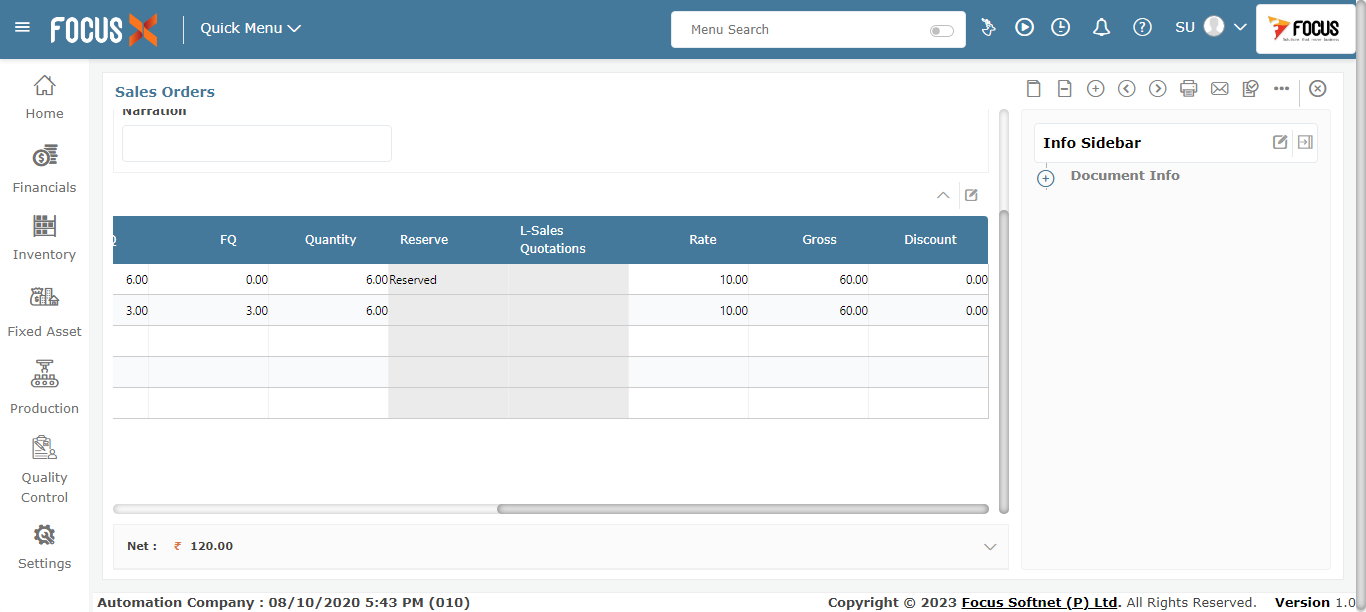 FOCUS X Quick Menu Menu Search SU FOCUS
Home
Financials
Inventory
Fixed Asset
Production
Quality
Control
Settings
Sales Orders
Narration
FQ Quantity Reserve L-Sales Quotations Rate Gross Discount
6.00 0.00 6.00 Reserved 10.00 60.00 0.00
3.00 3.00 6.00 10.00 60.00 0.00
Net : ₹ 120.00
Info Sidebar
Document Info
Automation Company : 08/10/2020 5:43 PM (010) Copyright © 2023 Focus Softnet (P) Ltd. All Rights Reserved. Version 1.0